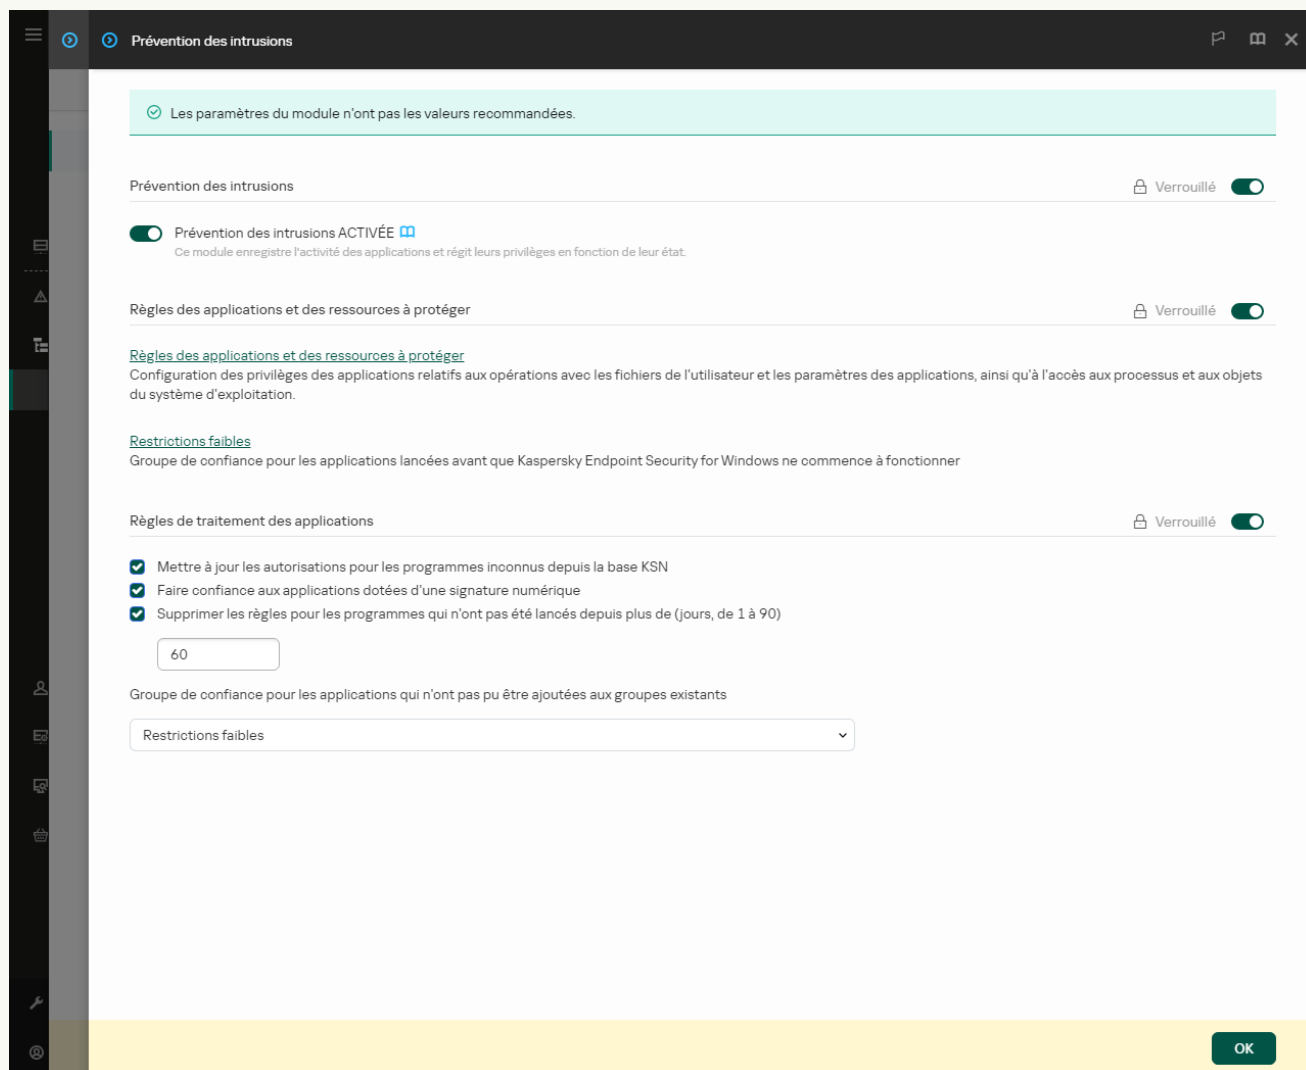 Prévention des intrusions
Les paramètres du module n'ont pas les valeurs recommandées.
Prévention des intrusions
Verrouillé
Prévention des intrusions ACTIVÉE
Ce module enregistre l'activité des applications et régit leurs privilèges en fonction de leur état.
Règles des applications et des ressources à protéger
Verrouillé
Règles des applications et des ressources à protéger
Configuration des privilèges des applications relatifs aux opérations avec les fichiers de l'utilisateur et les paramètres des applications, ainsi qu'à l'accès aux processus et aux objets
du système d'exploitation.
Restrictions faibles
Groupe de confiance pour les applications lancées avant que Kaspersky Endpoint Security for Windows ne commence à fonctionner
Règles de traitement des applications
Verrouillé
Mettre à jour les autorisations pour les programmes inconnus depuis la base KSN
Faire confiance aux applications dotées d'une signature numérique
Supprimer les règles pour les programmes qui n'ont pas été lancés depuis plus de (jours, de 1 à 90)
60
Groupe de confiance pour les applications qui n'ont pas pu être ajoutées aux groupes existants
Restrictions faibles
OK